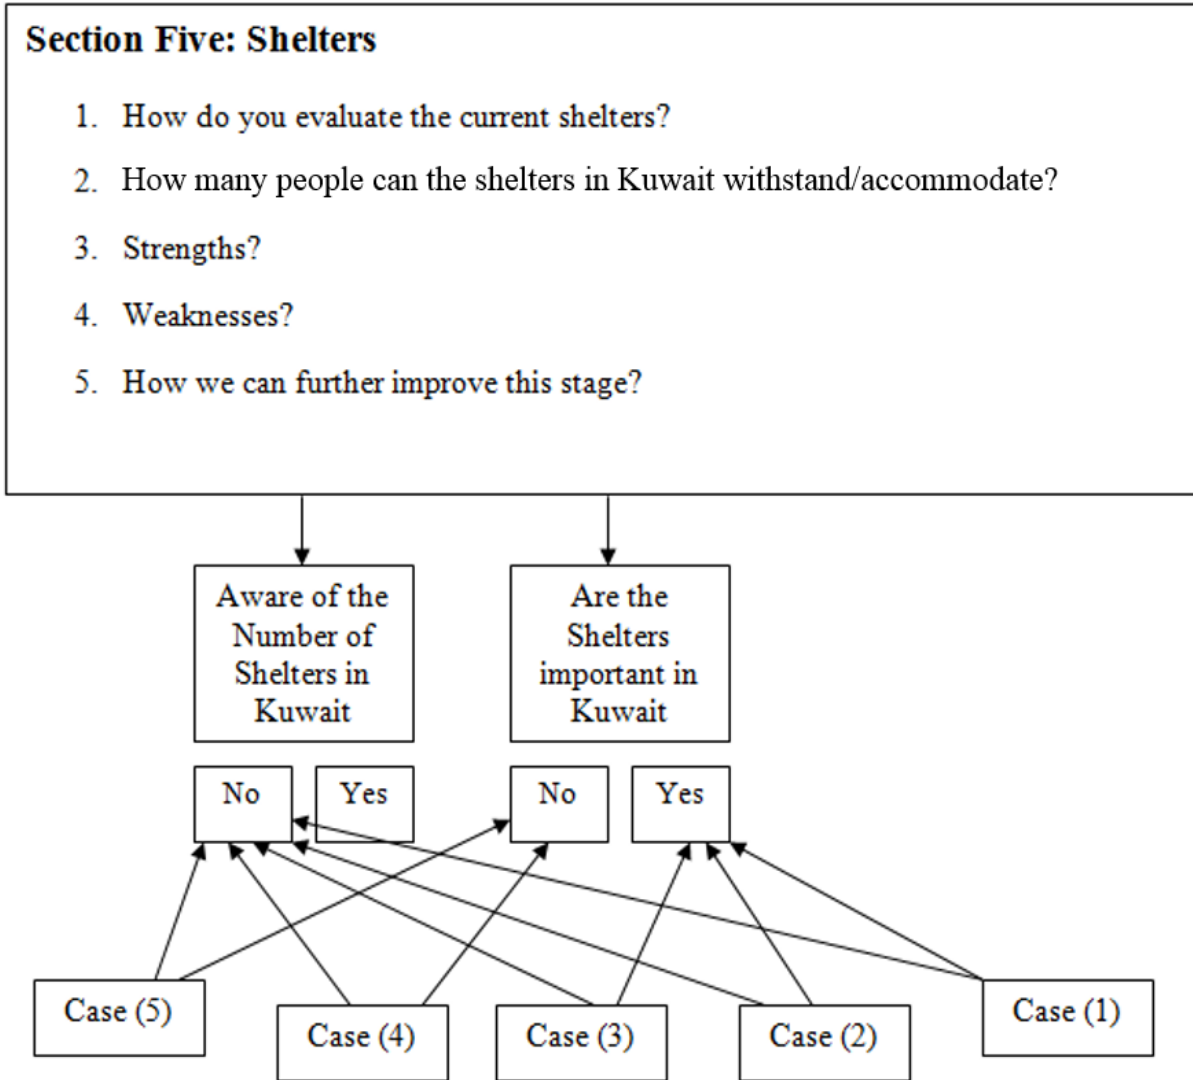 Section Five: Shelters
1. How do you evaluate the current shelters?
2. How many people can the shelters in Kuwait withstand/accommodate?
3. Strengths?
4. Weaknesses?
5. How we can further improve this stage?
Aware of the
Number of
Shelters in
Kuwait
Are the
Shelters
important in
Kuwait
No
Yes
No
Yes
Case (5)
Case (4)
Case (3)
Case (2)
Case (1)